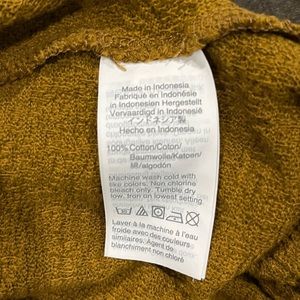 Made in Indonesia
Fabriqué en Indonésie
in Indonesien Hergestellt
Vervaardigd in Indonesië
インドネシア製
Hecho en Indonesia
100% Cotton/Coton/
Baumwolle/Katoen/
綿/algodón
Machine wash cold with
like colors. Non chlorine
bleach only. Tumble dry
low. Iron on lowest setting
Laver à la machine à l'eau
froide avec des couleurs
similaires. Agent de
blanchiment non chloré